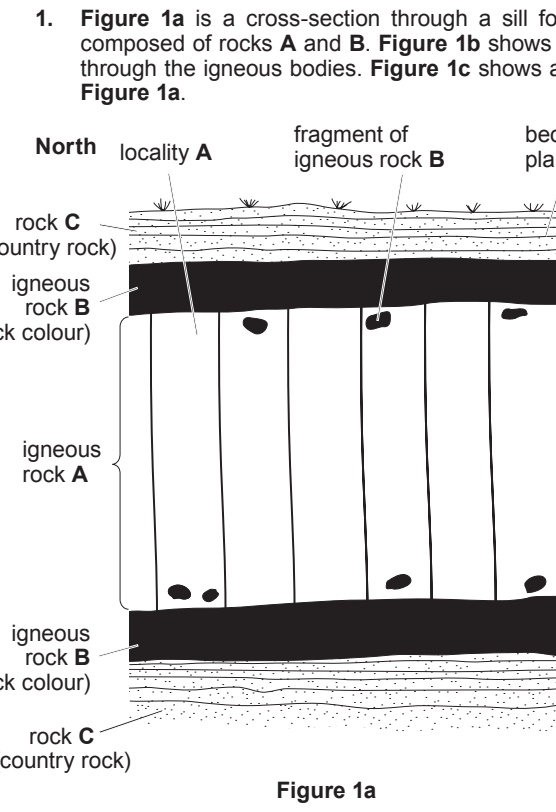 1. Figure 1a is a cross-section through a sill fo
composed of rocks A and B. Figure 1b shows
through the igneous bodies. Figure 1c shows a
Figure 1a.
North
locality A
fragment of
igneous rock B
bec
pla
rock C
ountry rock)
igneous
rock B
ck colour)
igneous
rock A
igneous
rock B
ck colour)
rock C
country rock)
Figure 1a